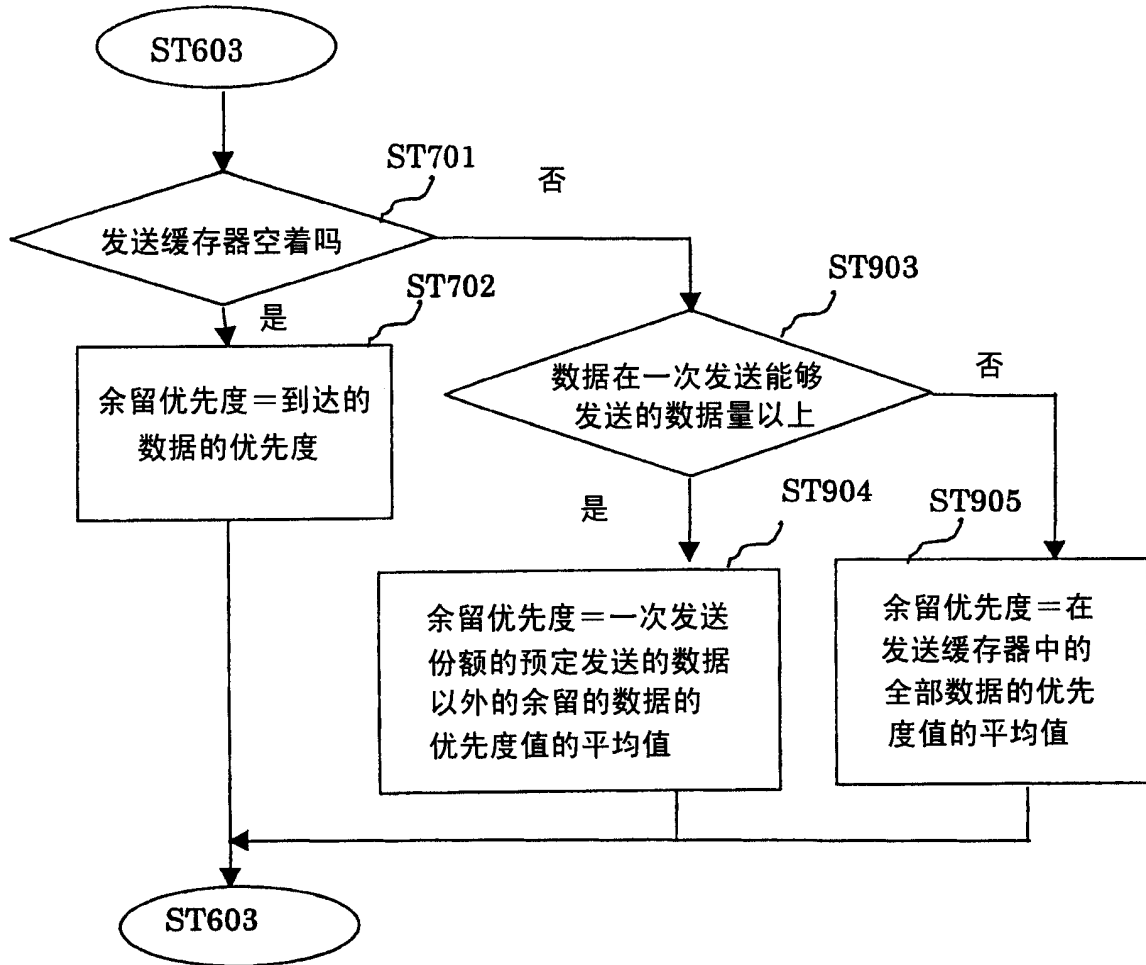 ST603
ST701
否
发送缓存器空着吗
ST903
ST702
是
数据在一次发送能够
发送的数据量以上
否
余留优先度＝到达的
数据的优先度
ST904
是
ST905
余留优先度＝一次发送
份额的预定发送的数据
以外的余留的数据的
优先度值的平均值
余留优先度＝在
发送缓存器中的
全部数据的优先
度值的平均值
ST603